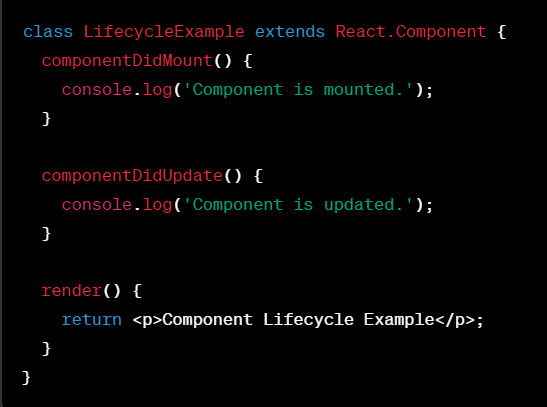 class LifecycleExample extends React.Component {
  componentDidMount() {
    console.log('Component is mounted.');
  }

  componentDidUpdate() {
    console.log('Component is updated.');
  }

  render() {
    return <p>Component Lifecycle Example</p>;
  }
}